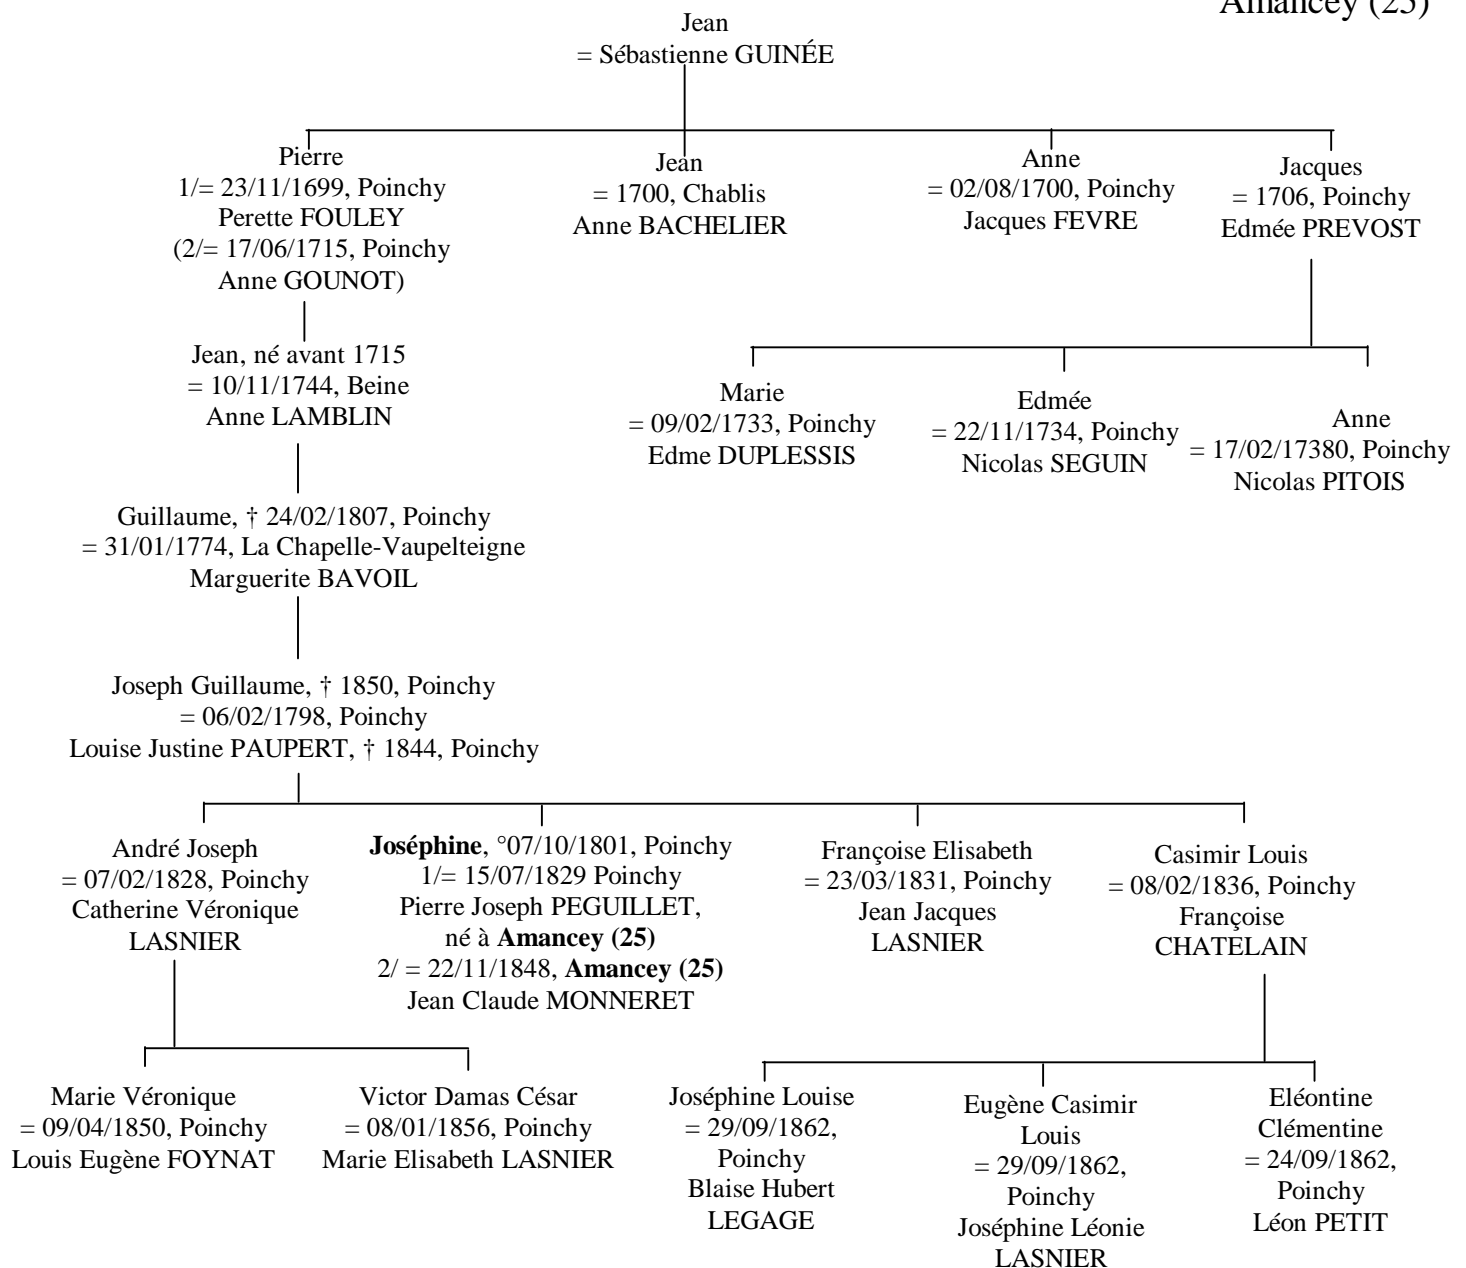 Amancey (25)
Jean
= Sébastienne GUINÉE
Pierre
1/= 23/11/1699, Poinchy
Perette FOULEY
(2/= 17/06/1715, Poinchy
Anne GOUNOT)
Jean
= 1700, Chablis
Anne BACHELIER
Anne
= 02/08/1700, Poinchy
Jacques FEVRE
Jacques
= 1706, Poinchy
Edmée PREVOST
Jean, né avant 1715
= 10/11/1744, Beine
Anne LAMBLIN
Marie
= 09/02/1733, Poinchy
Edme DUPLESSIS
Edmée
= 22/11/1734, Poinchy
Nicolas SEGUIN
Anne
= 17/02/17380, Poinchy
Nicolas PITOIS
Guillaume, † 24/02/1807, Poinchy
= 31/01/1774, La Chapelle-Vaupelteigne
Marguerite BAVOIL
Joseph Guillaume, † 1850, Poinchy
= 06/02/1798, Poinchy
Louise Justine PAUPERT, † 1844, Poinchy
André Joseph
= 07/02/1828, Poinchy
Catherine Véronique
LASNIER
Joséphine, °07/10/1801, Poinchy
1/= 15/07/1829 Poinchy
Pierre Joseph PEGUILLET,
né à Amancey (25)
2/ = 22/11/1848, Amancey (25)
Jean Claude MONNERET
Françoise Elisabeth
= 23/03/1831, Poinchy
Jean Jacques
LASNIER
Casimir Louis
= 08/02/1836, Poinchy
Françoise
CHATELAIN
Marie Véronique
= 09/04/1850, Poinchy
Louis Eugène FOYNAT
Victor Damas César
= 08/01/1856, Poinchy
Marie Elisabeth LASNIER
Joséphine Louise
= 29/09/1862,
Poinchy
Blaise Hubert
LEGAGE
Eugène Casimir
Louis
= 29/09/1862,
Poinchy
Joséphine Léonie
LASNIER
Eléontine
Clémentine
= 24/09/1862,
Poinchy
Léon PETIT